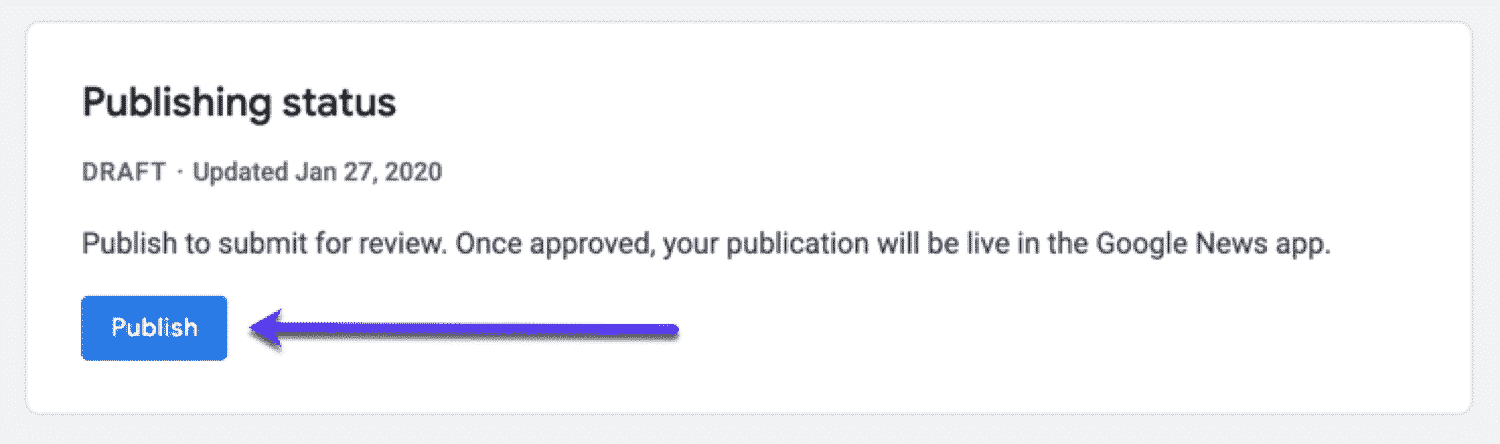 Publishing status
DRAFT · Updated Jan 27, 2020
Publish to submit for review. Once approved, your publication will be live in the Google News app.
Publish